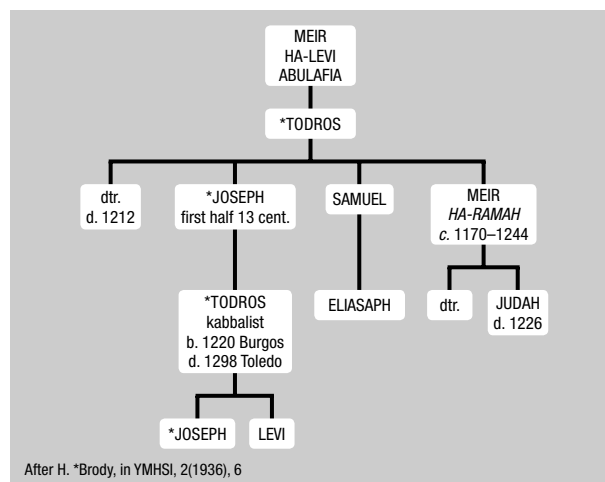 MEIR
HA-LEVI
ABULAFIA
*TODROS
dtr.
d. 1212
*JOSEPH
first half 13 cent.
SAMUEL
MEIR
HA-RAMAH
c. 1170–1244
*TODROS
kabbalist
b. 1220 Burgos
d. 1298 Toledo
ELIASAPH
dtr.
JUDAH
d. 1226
*JOSEPH
LEVI
After H. *Brody, in YMHSI, 2(1936), 6